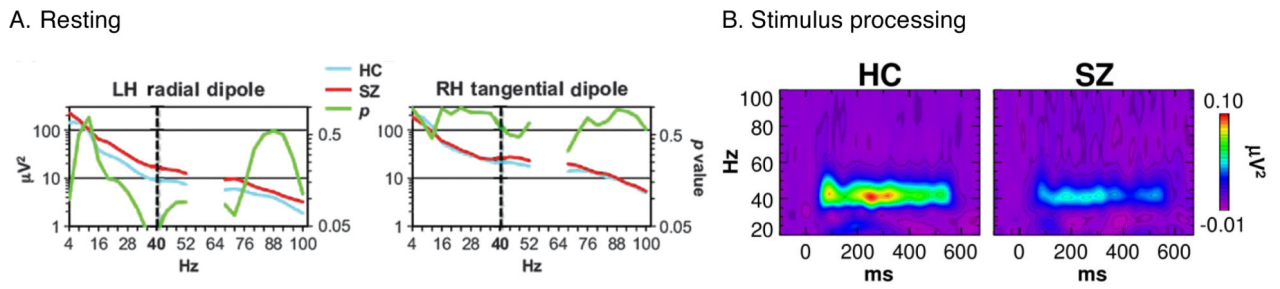 A. Resting
B. Stimulus processing
HC
SZ
p
LH radial dipole
RH tangential dipole
μV²
100
10
1
0.5
0.05
4 16 28 40 52 64 76 88 100
Hz
100
10
1
0.5
0.05
p value
4 16 28 40 52 64 76 88 100
Hz
HC
SZ
Hz
100
80
60
40
20
0 200 400 600
ms
0 200 400 600
ms
0.10
μV²
-0.01